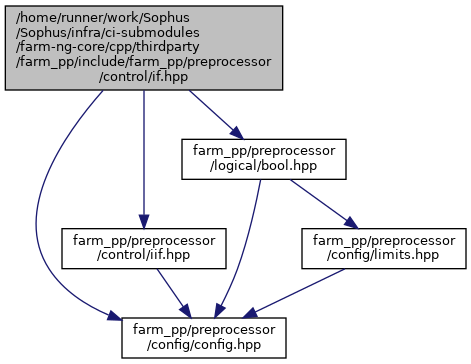 /home/runner/work/Sophus
/Sophus/infra/ci-submodules
/farm-ng-core/cpp/thirdparty
/farm_pp/include/farm_pp/preprocessor
/control/if.hpp
farm_pp/preprocessor
/logical/bool.hpp
farm_pp/preprocessor
/control/iif.hpp
farm_pp/preprocessor
/config/limits.hpp
farm_pp/preprocessor
/config/config.hpp